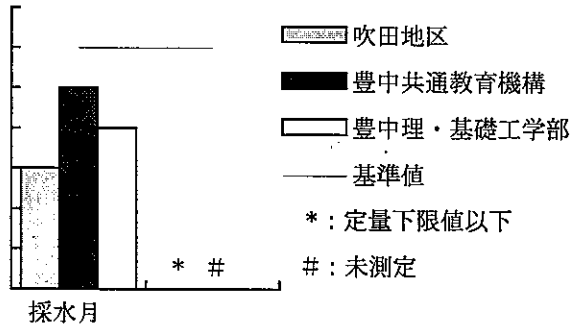 吹田地区
豊中共通教育機構
豊中理・基礎工学部
基準値
*：定量下限値以下
* #
#：未測定
採水月